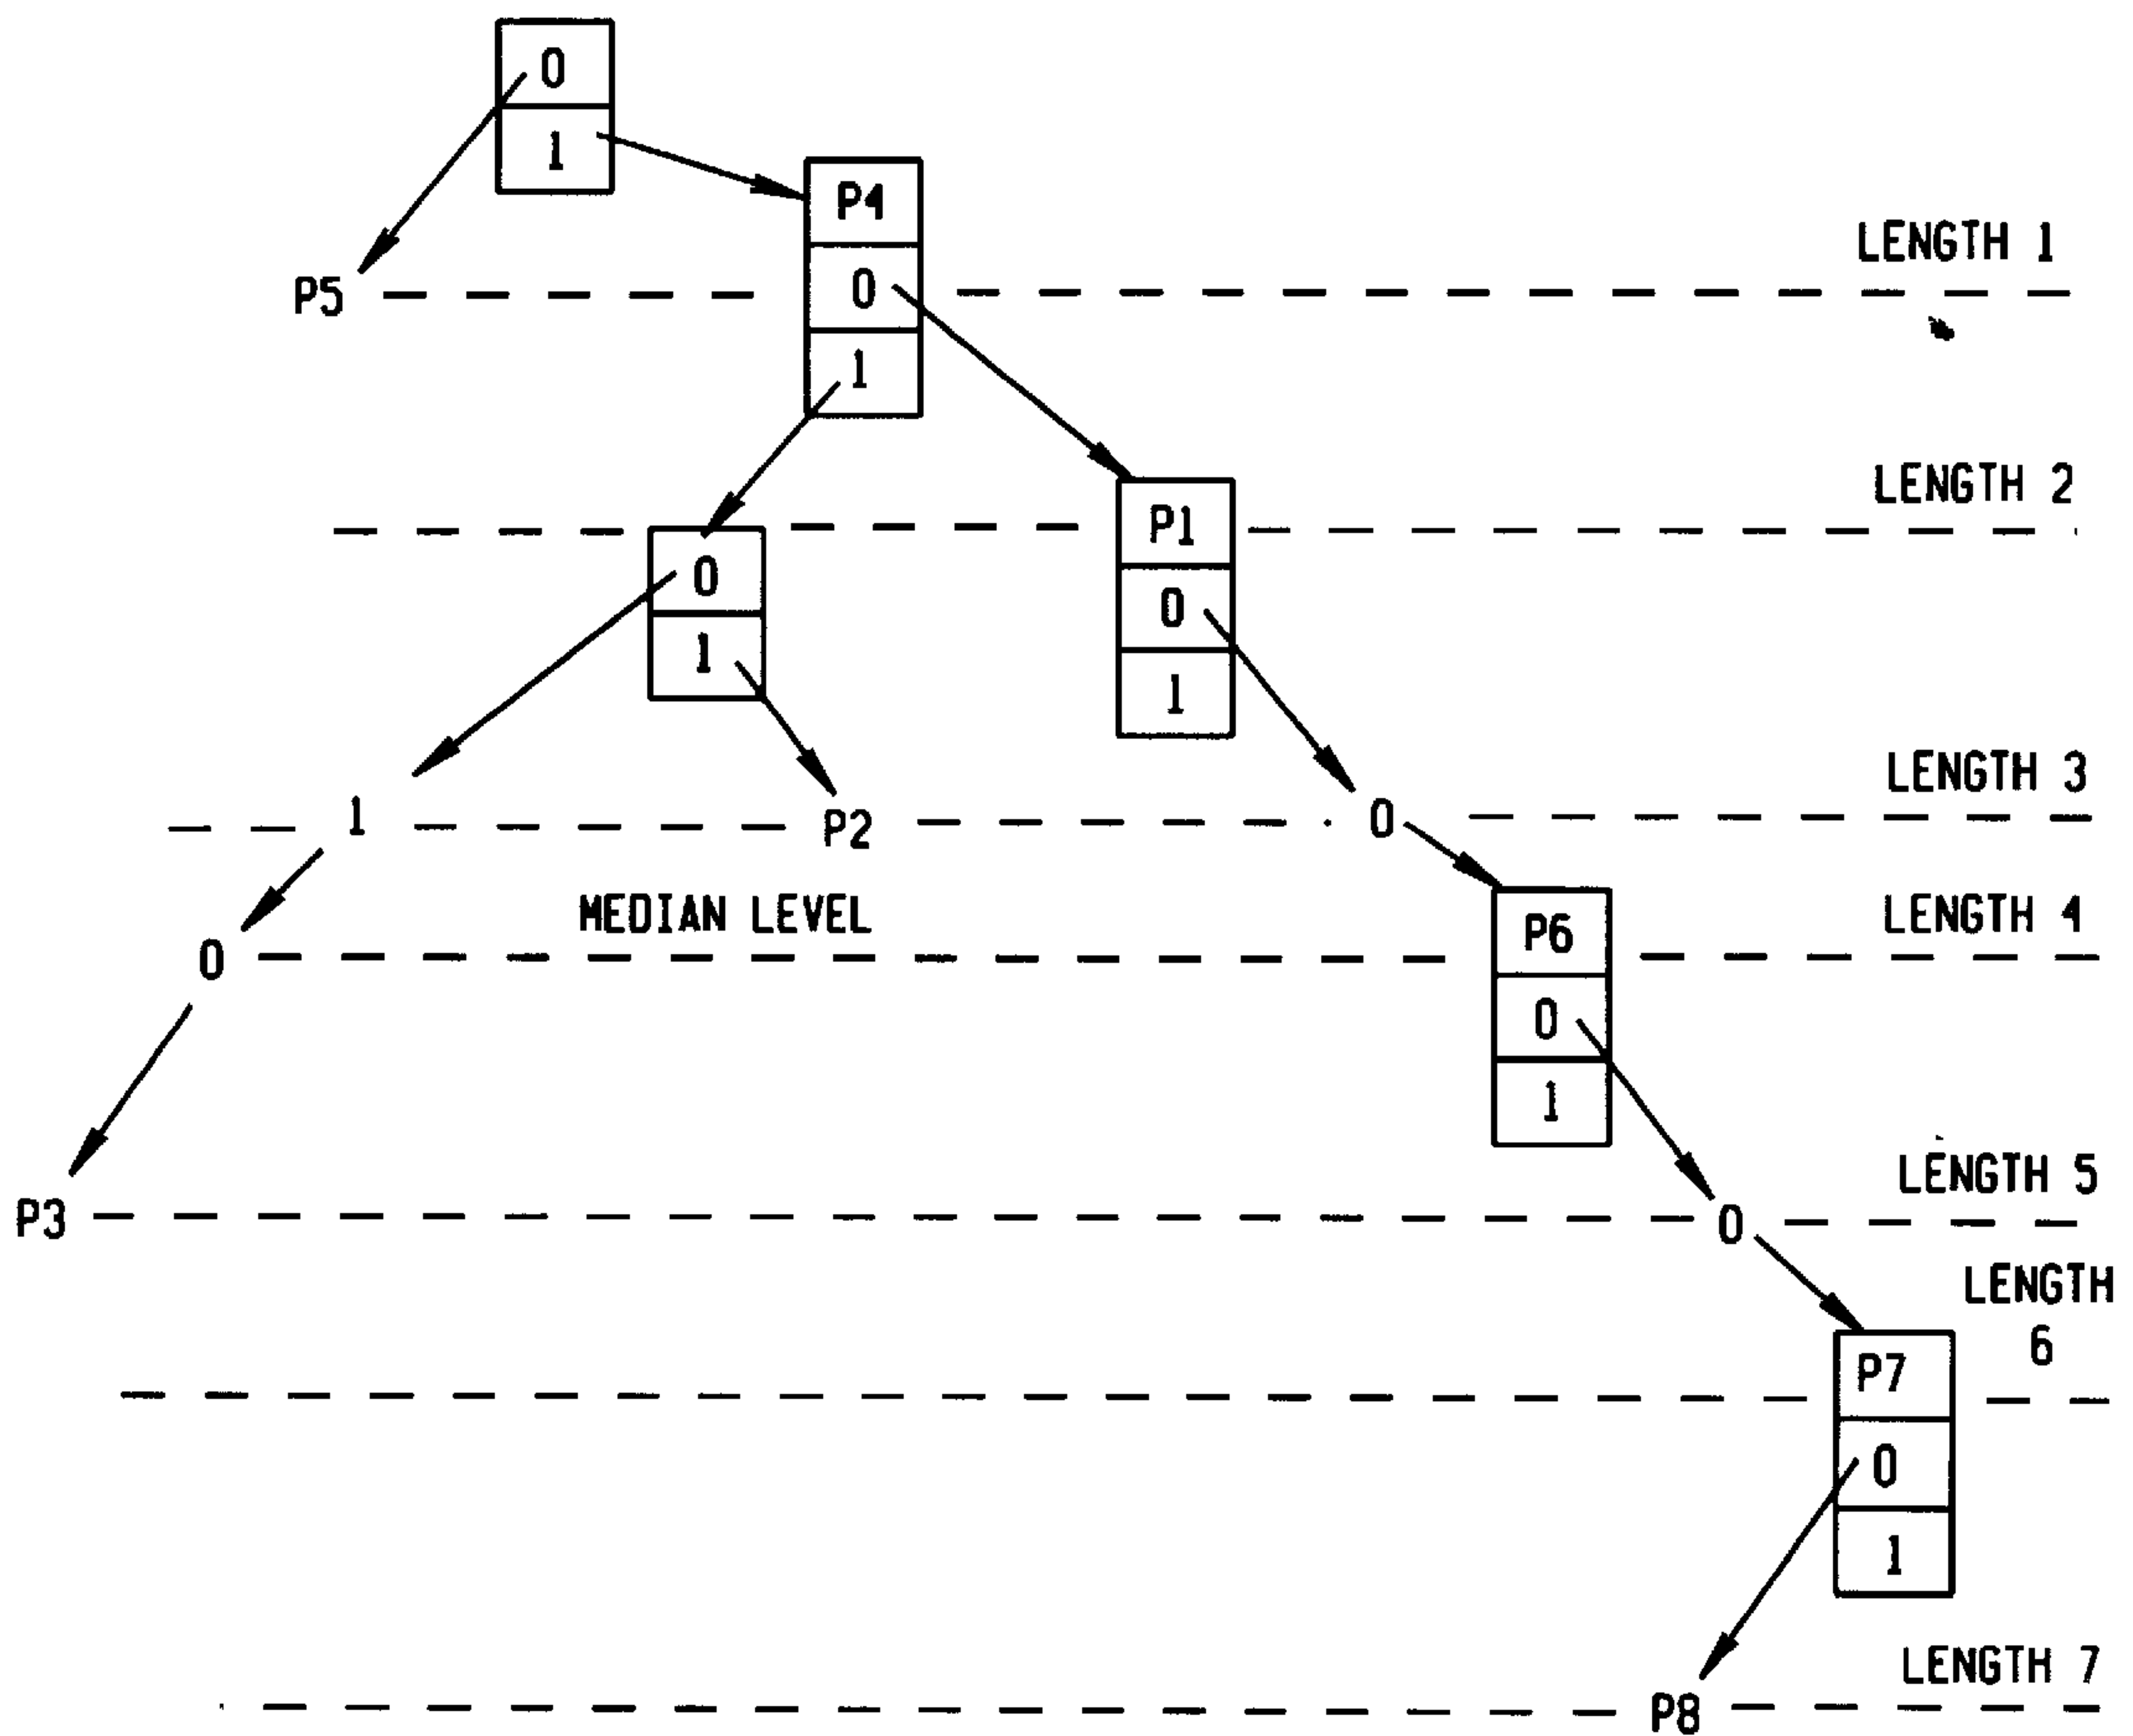 0
1
P4
LENGTH 1
P5
0
1
LENGTH 2
P1
0
0
1
1
LENGTH 3
1
P2
0
MEDIAN LEVEL
P6
LENGTH 4
0
0
1
LENGTH 5
P3
0
LENGTH
6
P7
0
1
LENGTH 7
P8